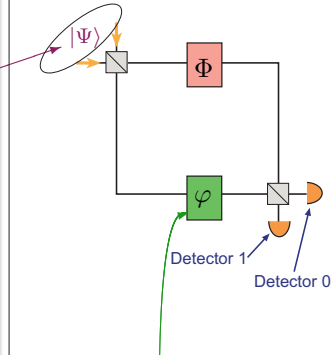 |Ψ⟩
Φ
φ
Detector 1
Detector 0